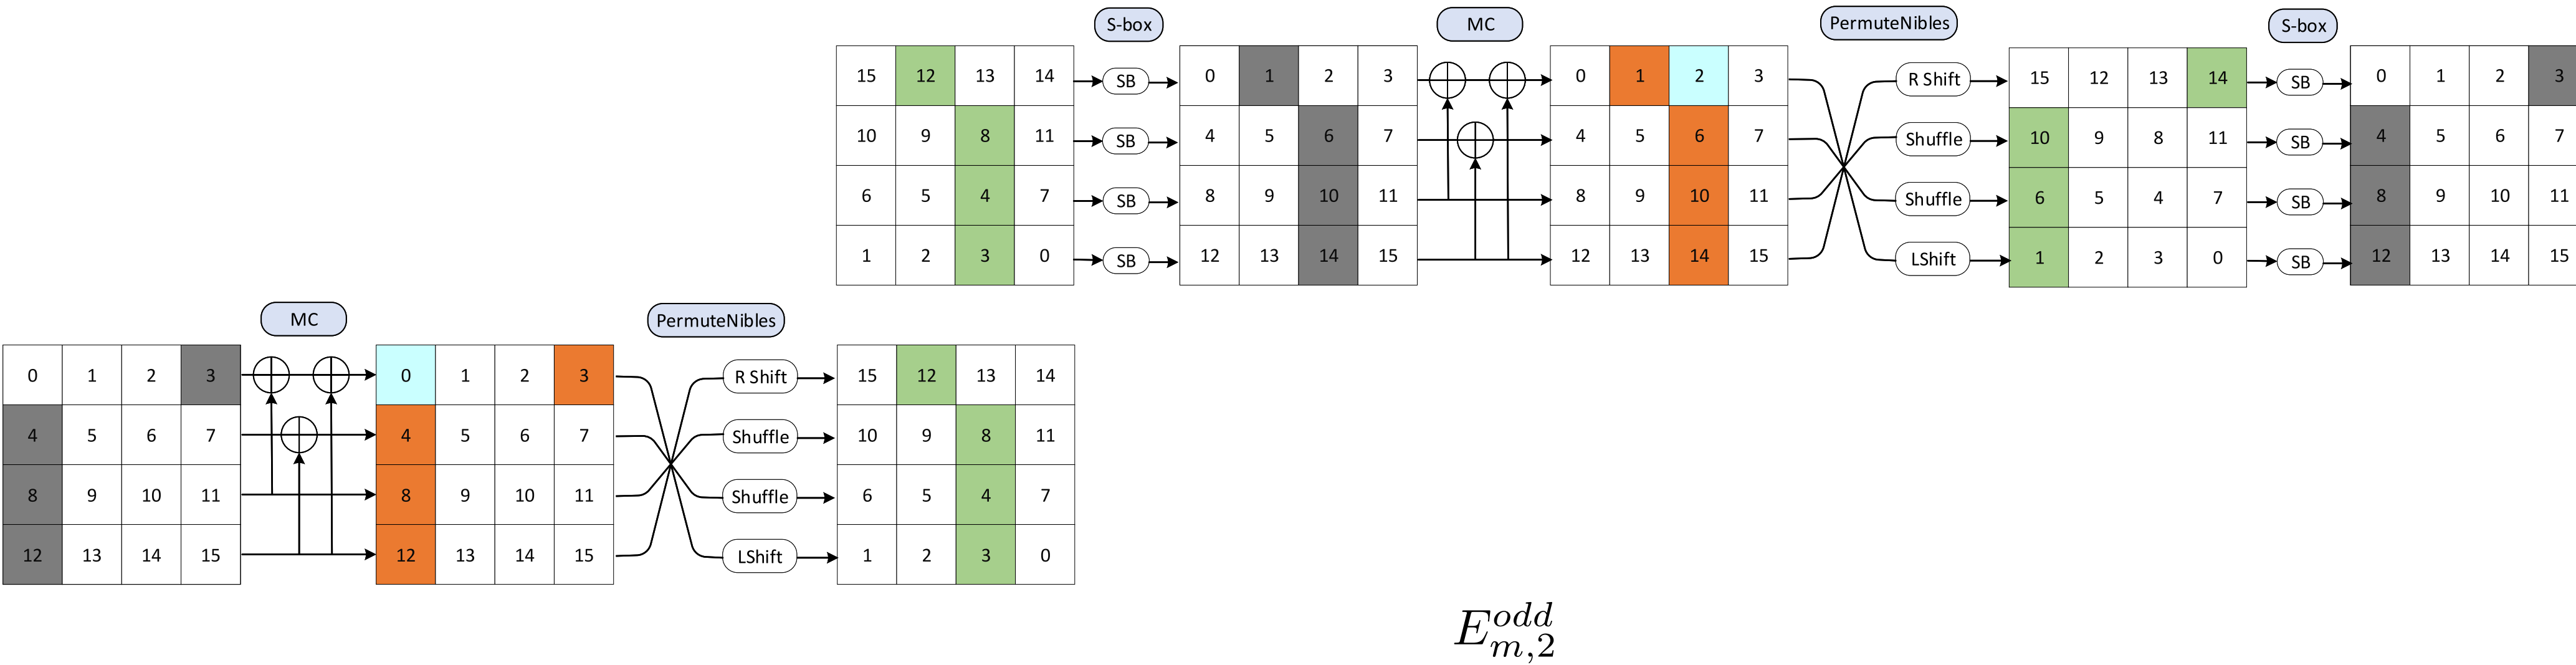 S-box MC PermuteNibles S-box
15 12 13 14 SB 0 1 2 3 0 1 2 3 R Shift 15 12 13 14 SB 0 1 2 3
10 9 8 11 SB 4 5 6 7 4 5 6 7 Shuffle 10 9 8 11 SB 4 5 6 7
6 5 4 7 SB 8 9 10 11 8 9 10 11 Shuffle 6 5 4 7 SB 8 9 10 11
1 2 3 0 SB 12 13 14 15 12 13 14 15 LShift 1 2 3 0 SB 12 13 14 15
MC PermuteNibles
0 1 2 3 0 1 2 3 R Shift 15 12 13 14
4 5 6 7 4 5 6 7 Shuffle 10 9 8 11
8 9 10 11 8 9 10 11 Shuffle 6 5 4 7
12 13 14 15 12 13 14 15 LShift 1 2 3 0
$E_{m,2}^{odd}$